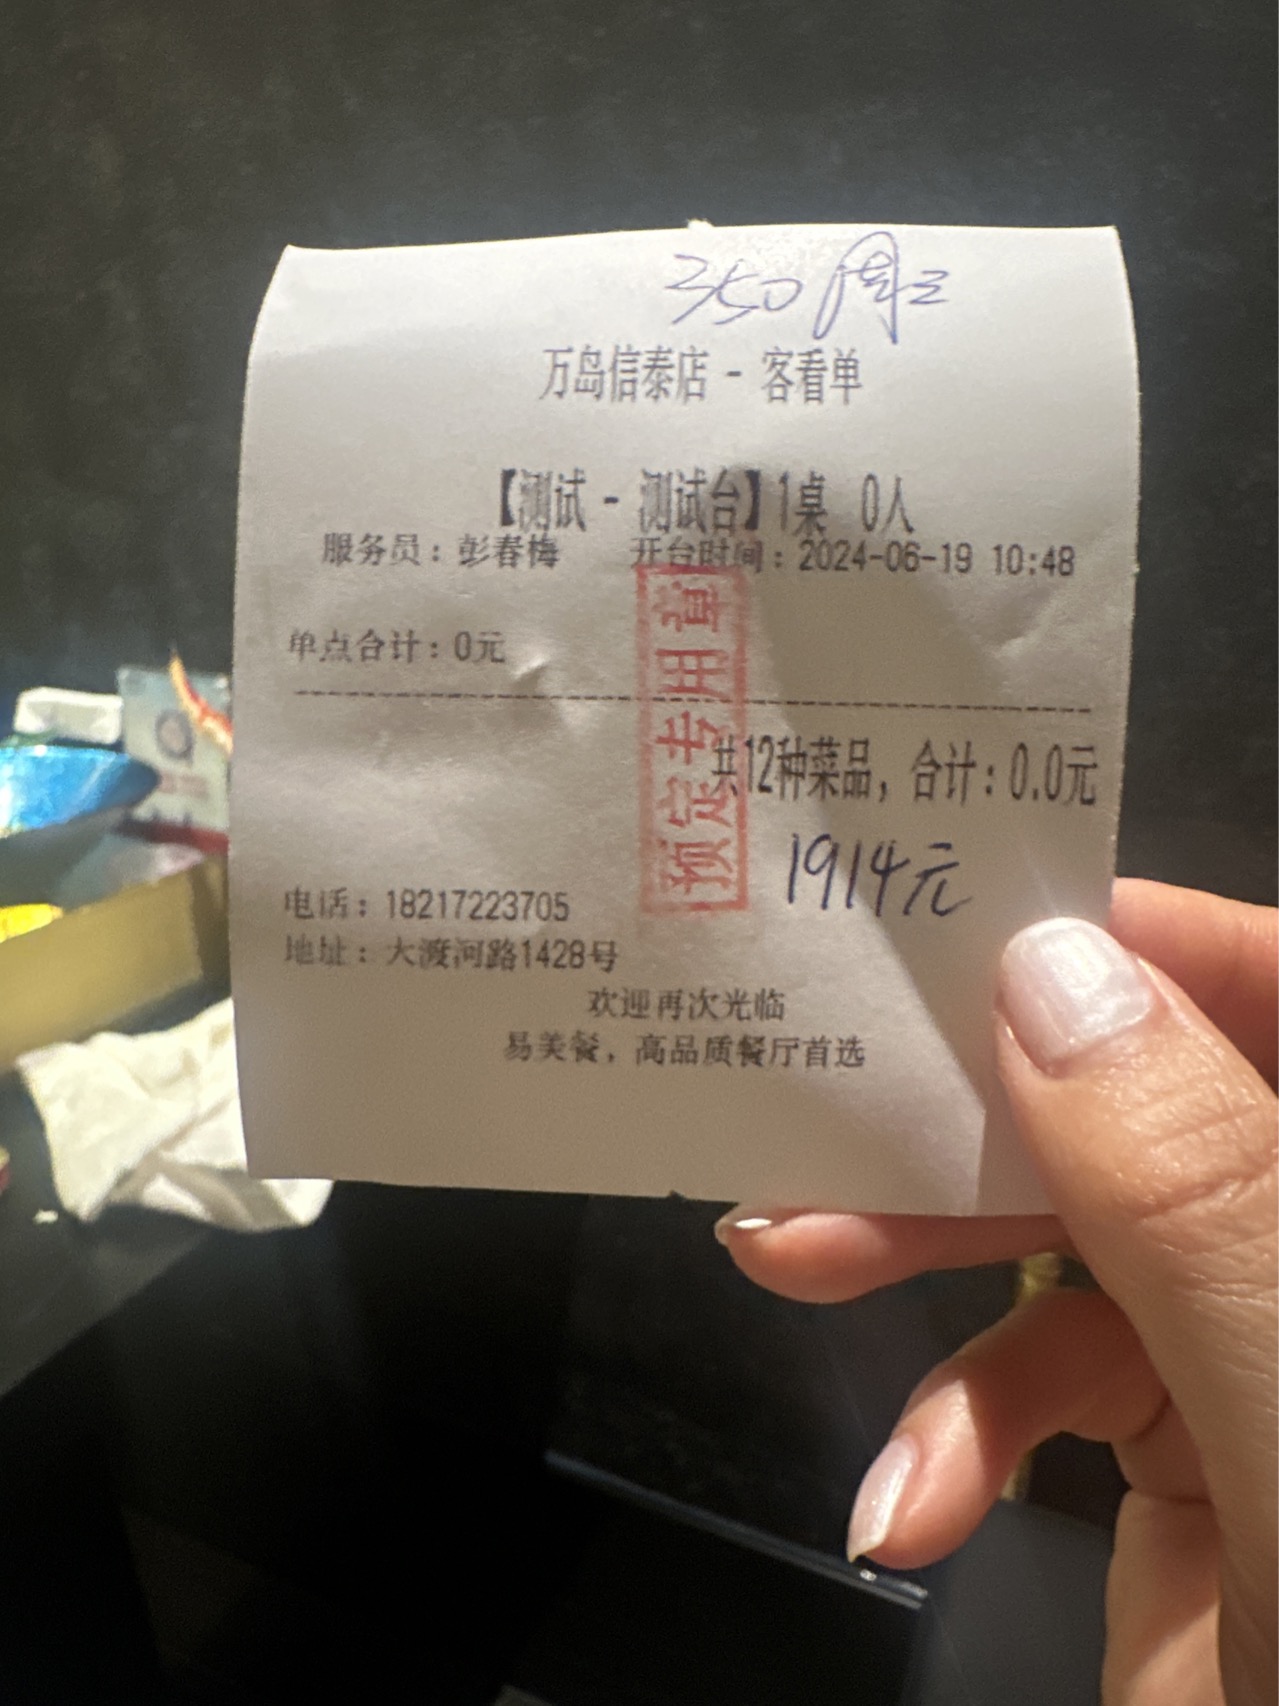 350 周三
万岛信泰店 - 客看单
【测试 - 测试台】1桌 0人
服务员：彭春梅 开台时间：2024-06-19 10:48
单点合计：0元
共12种菜品，合计：0.0元
1914元
预定专用章
电话：18217223705
地址：大渡河路1428号
欢迎再次光临
易美餐，高品质餐厅首选